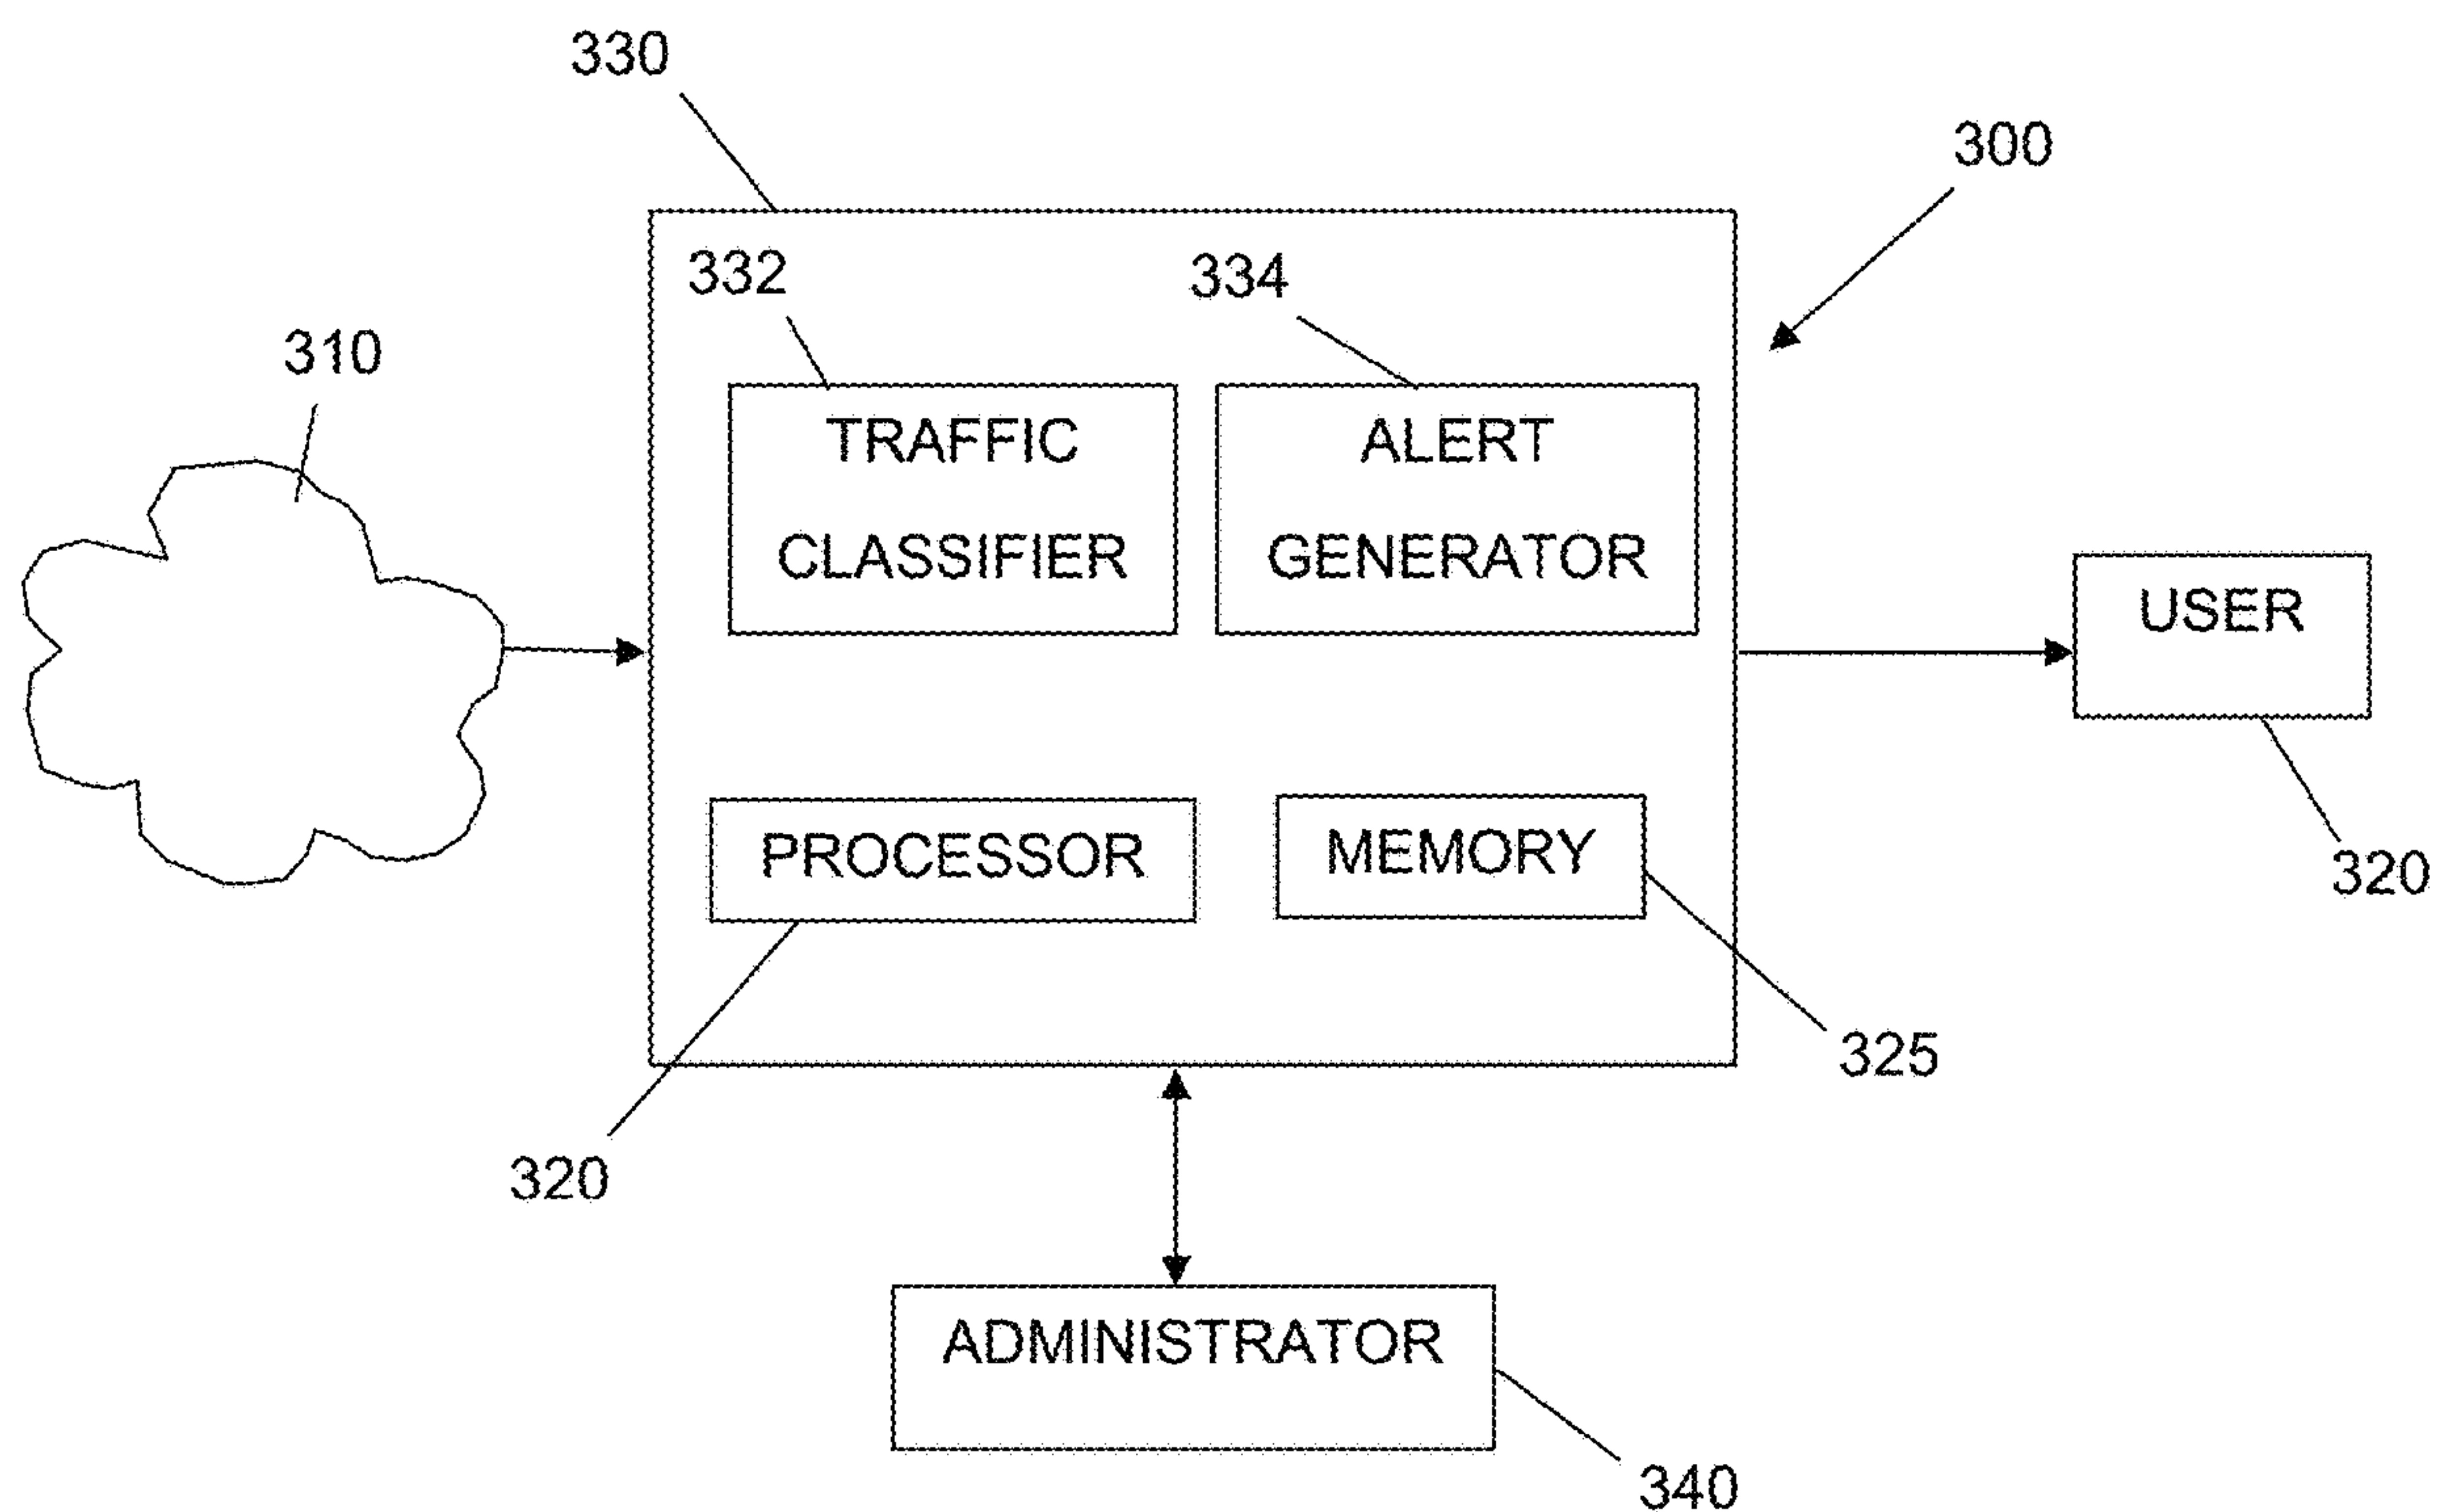 330
300
332
334
310
TRAFFIC
CLASSIFIER
ALERT
GENERATOR
USER
PROCESSOR
MEMORY
320
325
320
ADMINISTRATOR
340